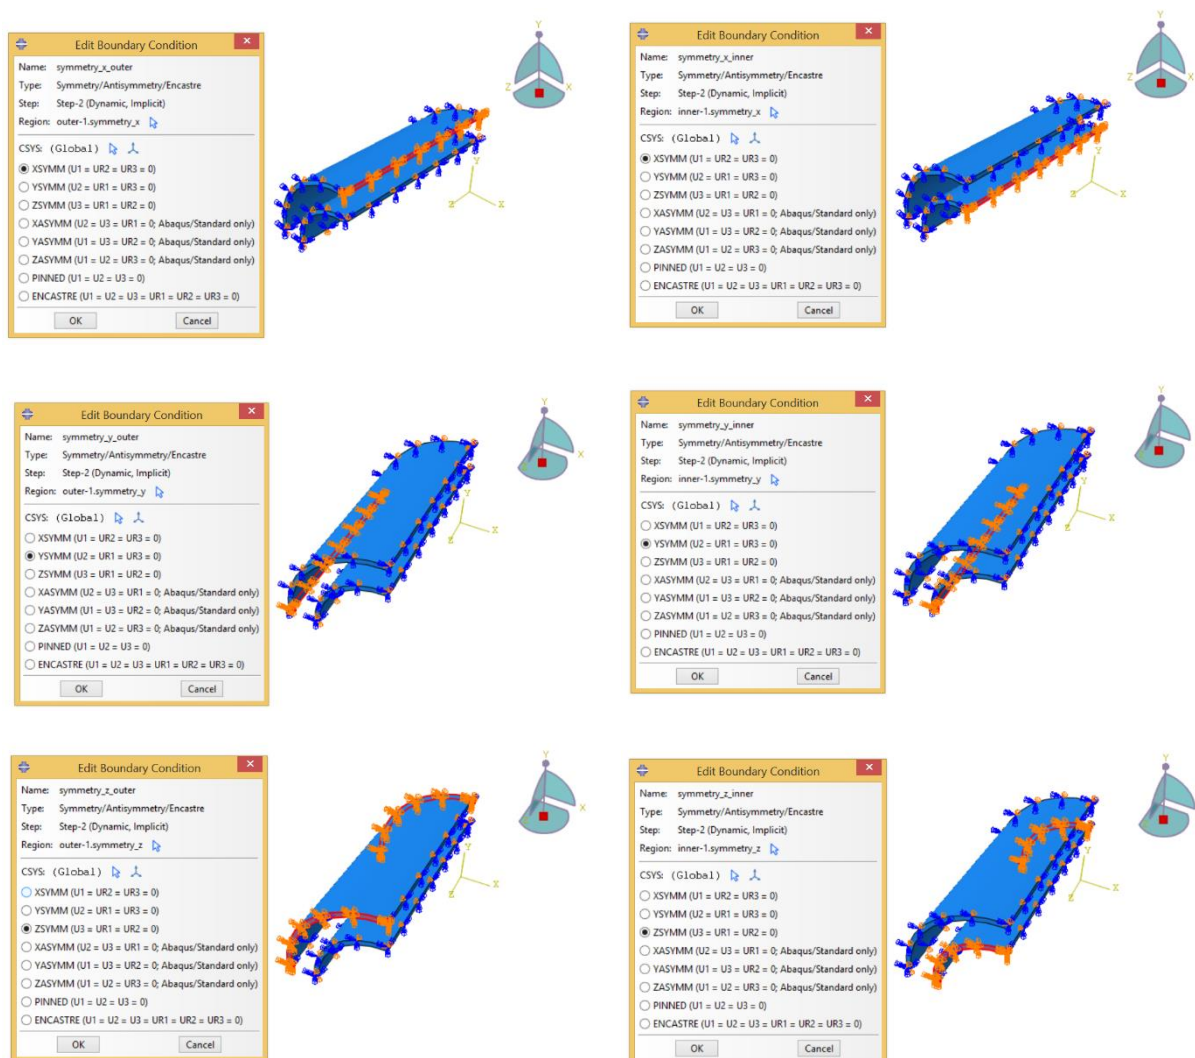 Edit Boundary Condition
Name: symmetry_x_outer
Type: Symmetry/Antisymmetry/Encastre
Step: Step-2 (Dynamic, Implicit)
Region: outer-1.symmetry_x
CSYS: (Global)
XSYMM (U1 = UR2 = UR3 = 0)
YSYMM (U2 = UR1 = UR3 = 0)
ZSYMM (U3 = UR1 = UR2 = 0)
XASYMM (U2 = U3 = UR1 = 0; Abaqus/Standard only)
YASYMM (U1 = U3 = UR2 = 0; Abaqus/Standard only)
ZASYMM (U1 = U2 = UR3 = 0; Abaqus/Standard only)
PINNED (U1 = U2 = U3 = 0)
ENCASTRE (U1 = U2 = U3 = UR1 = UR2 = UR3 = 0)
OK Cancel
Y
Z X
Y
Z X
Edit Boundary Condition
Name: symmetry_x_inner
Type: Symmetry/Antisymmetry/Encastre
Step: Step-2 (Dynamic, Implicit)
Region: inner-1.symmetry_x
CSYS: (Global)
XSYMM (U1 = UR2 = UR3 = 0)
YSYMM (U2 = UR1 = UR3 = 0)
ZSYMM (U3 = UR1 = UR2 = 0)
XASYMM (U2 = U3 = UR1 = 0; Abaqus/Standard only)
YASYMM (U1 = U3 = UR2 = 0; Abaqus/Standard only)
ZASYMM (U1 = U2 = UR3 = 0; Abaqus/Standard only)
PINNED (U1 = U2 = U3 = 0)
ENCASTRE (U1 = U2 = U3 = UR1 = UR2 = UR3 = 0)
OK Cancel
Y
Z X
Y
Z X
Edit Boundary Condition
Name: symmetry_y_outer
Type: Symmetry/Antisymmetry/Encastre
Step: Step-2 (Dynamic, Implicit)
Region: outer-1.symmetry_y
CSYS: (Global)
XSYMM (U1 = UR2 = UR3 = 0)
YSYMM (U2 = UR1 = UR3 = 0)
ZSYMM (U3 = UR1 = UR2 = 0)
XASYMM (U2 = U3 = UR1 = 0; Abaqus/Standard only)
YASYMM (U1 = U3 = UR2 = 0; Abaqus/Standard only)
ZASYMM (U1 = U2 = UR3 = 0; Abaqus/Standard only)
PINNED (U1 = U2 = U3 = 0)
ENCASTRE (U1 = U2 = U3 = UR1 = UR2 = UR3 = 0)
OK Cancel
Y
X
Y
Z X
Edit Boundary Condition
Name: symmetry_y_inner
Type: Symmetry/Antisymmetry/Encastre
Step: Step-2 (Dynamic, Implicit)
Region: inner-1.symmetry_y
CSYS: (Global)
XSYMM (U1 = UR2 = UR3 = 0)
YSYMM (U2 = UR1 = UR3 = 0)
ZSYMM (U3 = UR1 = UR2 = 0)
XASYMM (U2 = U3 = UR1 = 0; Abaqus/Standard only)
YASYMM (U1 = U3 = UR2 = 0; Abaqus/Standard only)
ZASYMM (U1 = U2 = UR3 = 0; Abaqus/Standard only)
PINNED (U1 = U2 = U3 = 0)
ENCASTRE (U1 = U2 = U3 = UR1 = UR2 = UR3 = 0)
OK Cancel
Y
Y
Z X
Edit Boundary Condition
Name: symmetry_z_outer
Type: Symmetry/Antisymmetry/Encastre
Step: Step-2 (Dynamic, Implicit)
Region: outer-1.symmetry_z
CSYS: (Global)
XSYMM (U1 = UR2 = UR3 = 0)
YSYMM (U2 = UR1 = UR3 = 0)
ZSYMM (U3 = UR1 = UR2 = 0)
XASYMM (U2 = U3 = UR1 = 0; Abaqus/Standard only)
YASYMM (U1 = U3 = UR2 = 0; Abaqus/Standard only)
ZASYMM (U1 = U2 = UR3 = 0; Abaqus/Standard only)
PINNED (U1 = U2 = U3 = 0)
ENCASTRE (U1 = U2 = U3 = UR1 = UR2 = UR3 = 0)
OK Cancel
Y
X
Y
Z X
Edit Boundary Condition
Name: symmetry_z_inner
Type: Symmetry/Antisymmetry/Encastre
Step: Step-2 (Dynamic, Implicit)
Region: inner-1.symmetry_z
CSYS: (Global)
XSYMM (U1 = UR2 = UR3 = 0)
YSYMM (U2 = UR1 = UR3 = 0)
ZSYMM (U3 = UR1 = UR2 = 0)
XASYMM (U2 = U3 = UR1 = 0; Abaqus/Standard only)
YASYMM (U1 = U3 = UR2 = 0; Abaqus/Standard only)
ZASYMM (U1 = U2 = UR3 = 0; Abaqus/Standard only)
PINNED (U1 = U2 = U3 = 0)
ENCASTRE (U1 = U2 = U3 = UR1 = UR2 = UR3 = 0)
OK Cancel
Y
Y
Z X